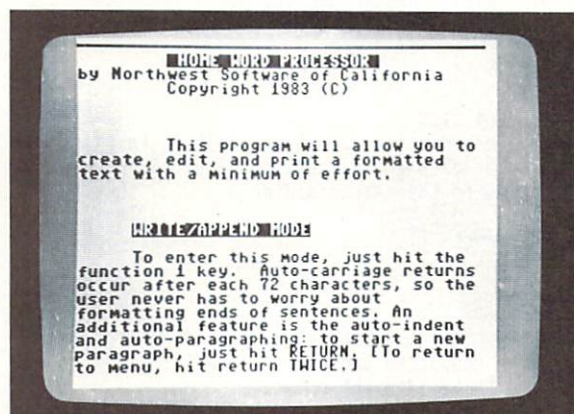 HOME WORD PROCESSOR
by Northwest Software of California
Copyright 1983 (C)
This program will allow you to
create, edit, and print a formatted
text with a minimum of effort.
WRITE/APPEND MODE
To enter this mode, just hit the
function 1 key. Auto-carriage returns
occur after each 72 characters, so the
user never has to worry about
formatting ends of sentences. An
additional feature is the auto-indent
and auto-paragraphing: to start a new
paragraph, just hit RETURN. [To return
to menu, hit return TWICE.]